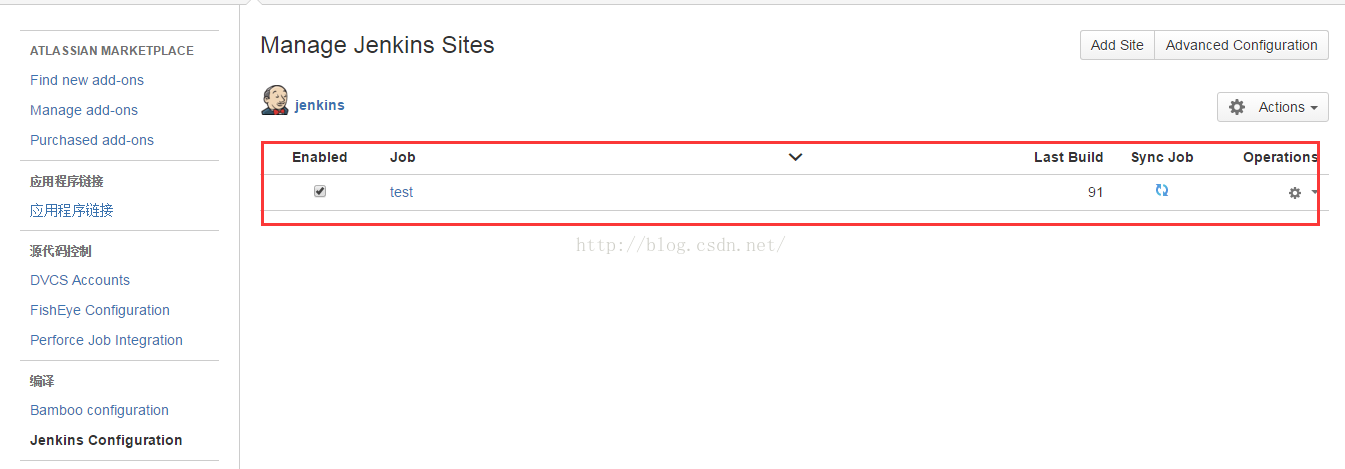 ATLASSIAN MARKETPLACE
Find new add-ons
Manage add-ons
Purchased add-ons
应用程序链接
应用程序链接
源代码控制
DVCS Accounts
FishEye Configuration
Perforce Job Integration
编译
Bamboo configuration
Jenkins Configuration
Manage Jenkins Sites
Add Site Advanced Configuration
jenkins
Actions
Enabled Job Last Build Sync Job Operations
test 91
http://blog.csdn.net/